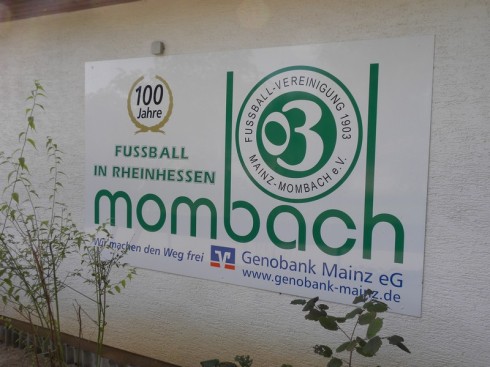 100
Jahre
FUSSBALL
IN RHEINHESSEN
FUSSBALL-VEREINIGUNG 1903
MAINZ-MOMBACH e.V.
03
mombach
Wir machen den Weg frei
Genobank Mainz eG
www.genobank-mainz.de